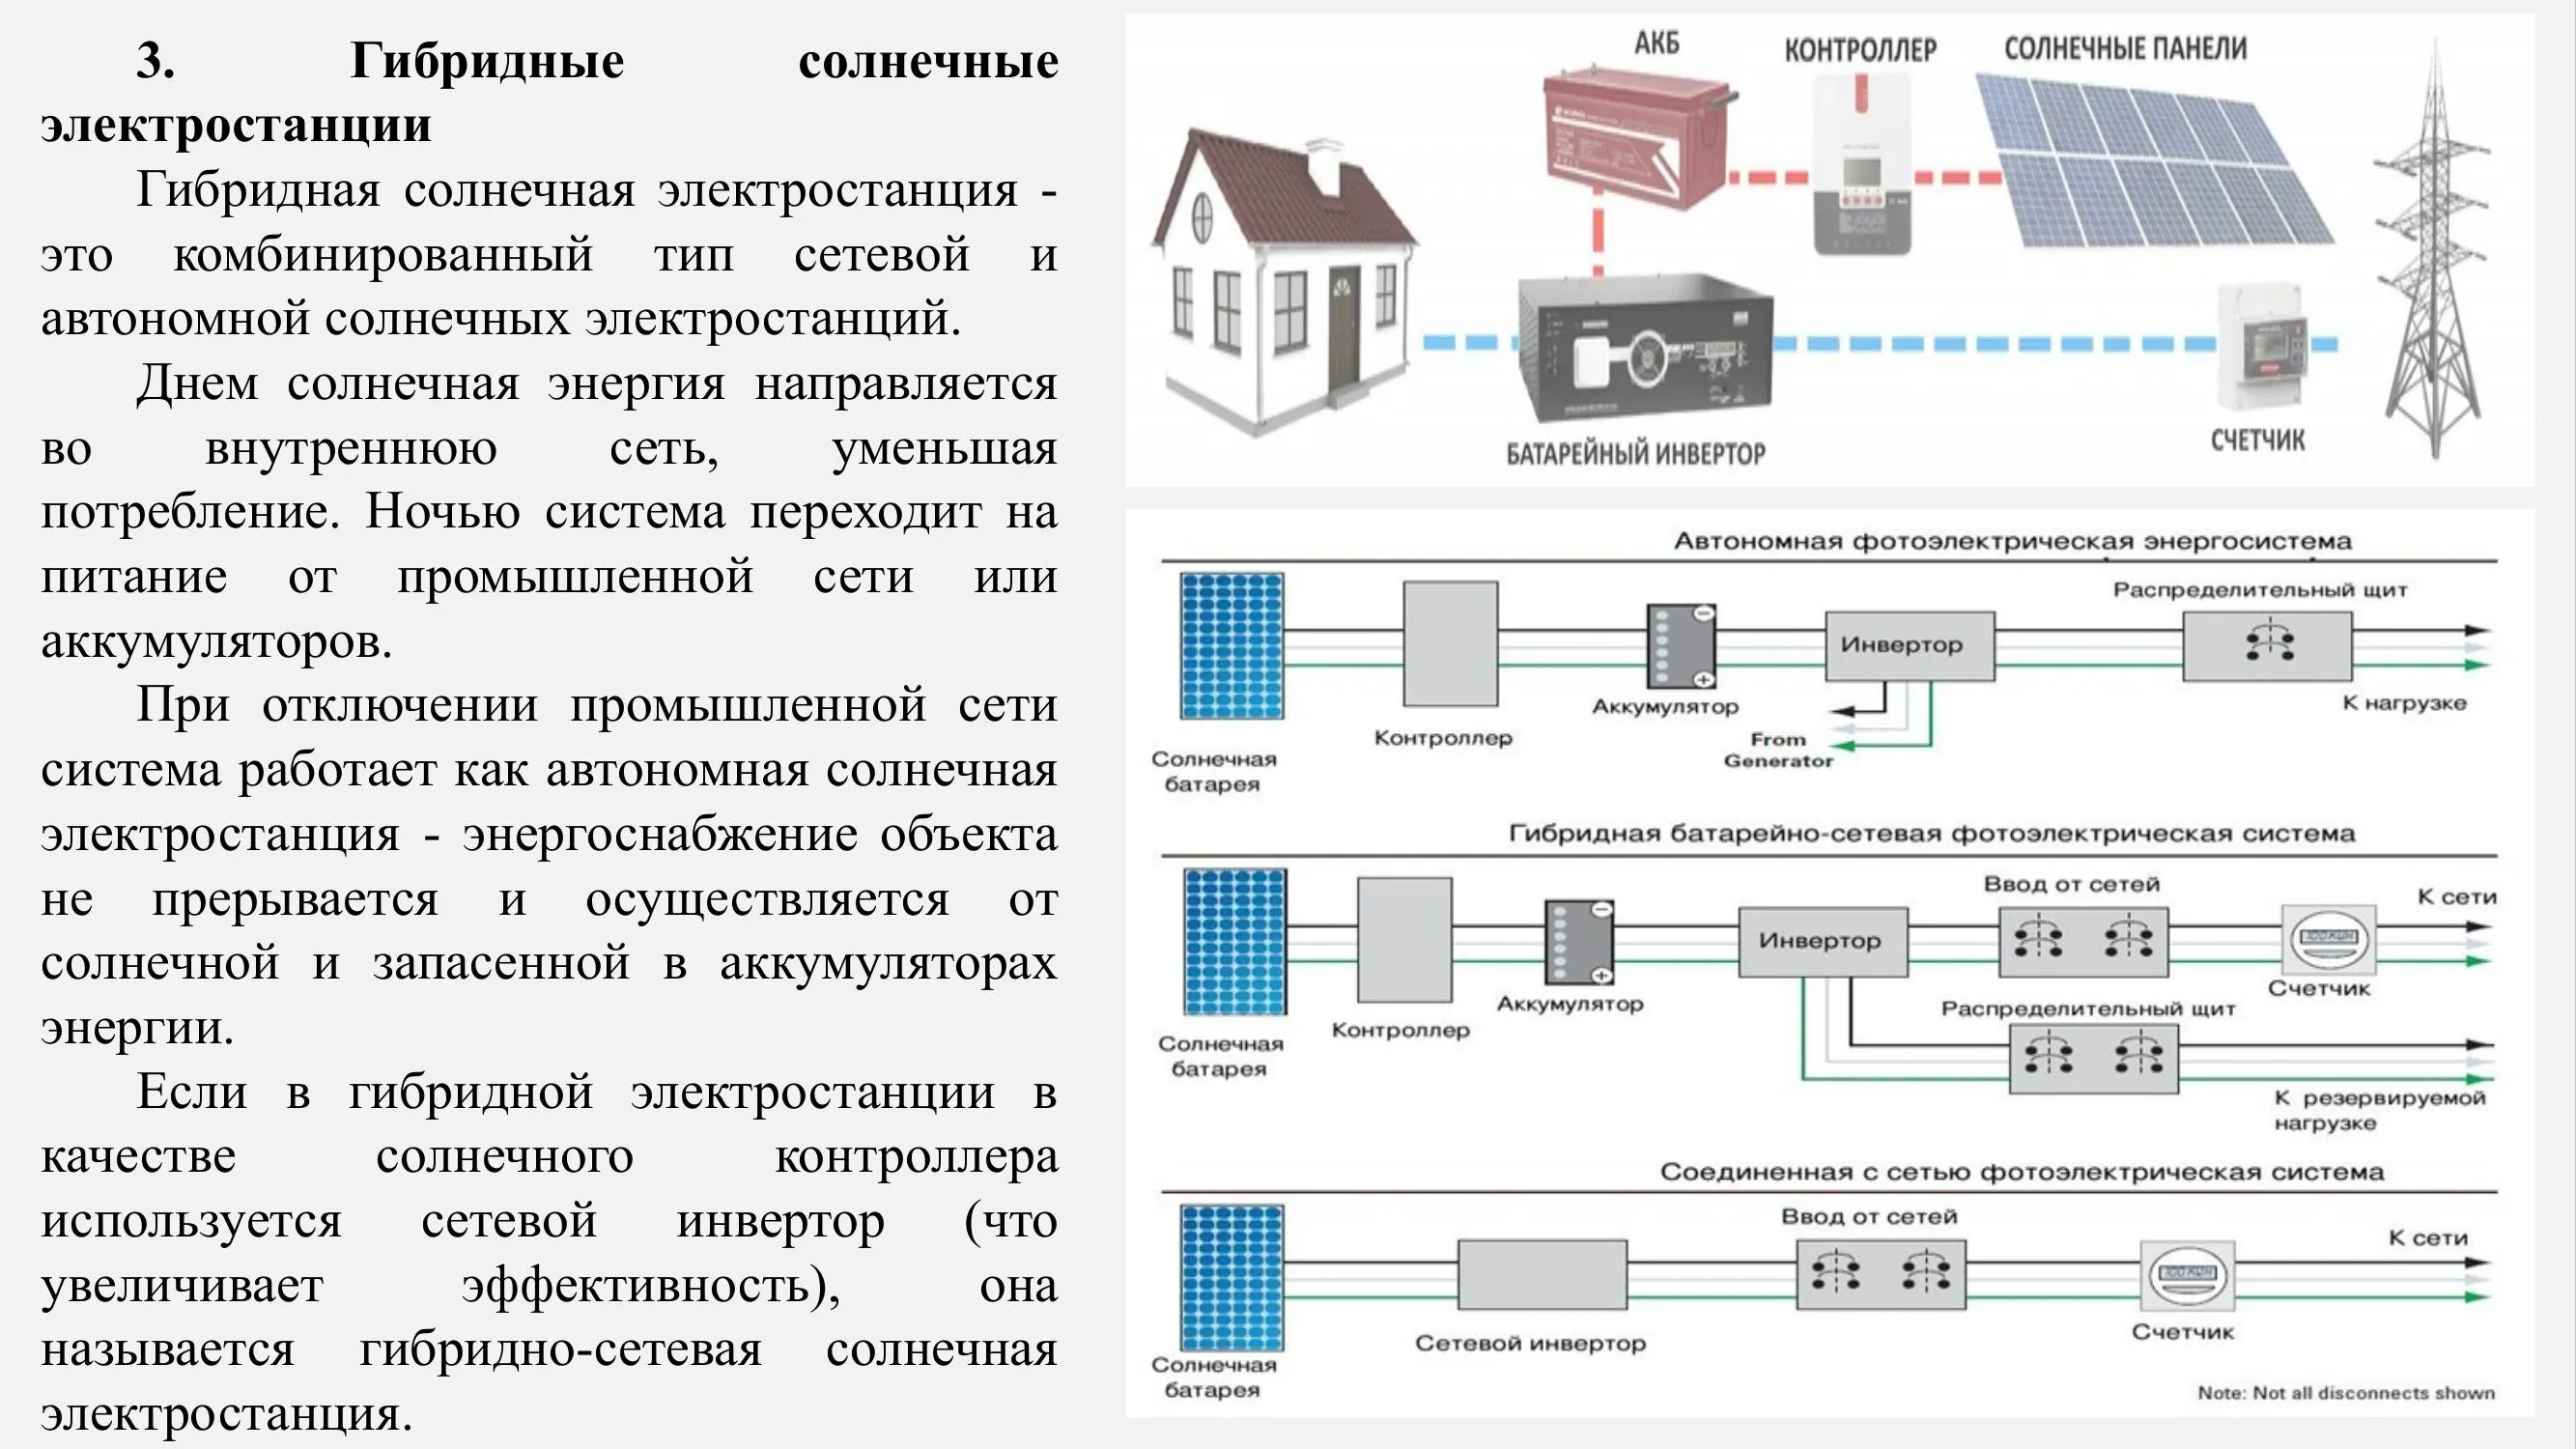 3. Гибридные солнечные
электростанции
Гибридная солнечная электростанция -
это комбинированный тип сетевой и
автономной солнечных электростанций.
Днем солнечная энергия направляется
во внутреннюю сеть, уменьшая
потребление. Ночью система переходит на
питание от промышленной сети или
аккумуляторов.
При отключении промышленной сети
система работает как автономная солнечная
электростанция - энергоснабжение объекта
не прерывается и осуществляется от
солнечной и запасенной в аккумуляторах
энергии.
Если в гибридной электростанции в
качестве солнечного контроллера
используется сетевой инвертор (что
увеличивает эффективность), она
называется гибридно-сетевая солнечная
электростанция.
АКБ
КОНТРОЛЛЕР
СОЛНЕЧНЫЕ ПАНЕЛИ
БАТАРЕЙНЫЙ ИНВЕРТОР
СЧЕТЧИК
Автономная фотоэлектрическая энергосистема
Распределительный щит
Инвертор
К нагрузке
Аккумулятор
Контроллер
From
Generator
Солнечная
батарея
Гибридная батарейно-сетевая фотоэлектрическая система
Ввод от сетей
К сети
Инвертор
Счетчик
Аккумулятор
Распределительный щит
Контроллер
Солнечная
батарея
К резервируемой
нагрузке
Соединенная с сетью фотоэлектрическая система
Ввод от сетей
К сети
Счетчик
Сетевой инвертор
Солнечная
батарея
Note: Not all disconnects shown